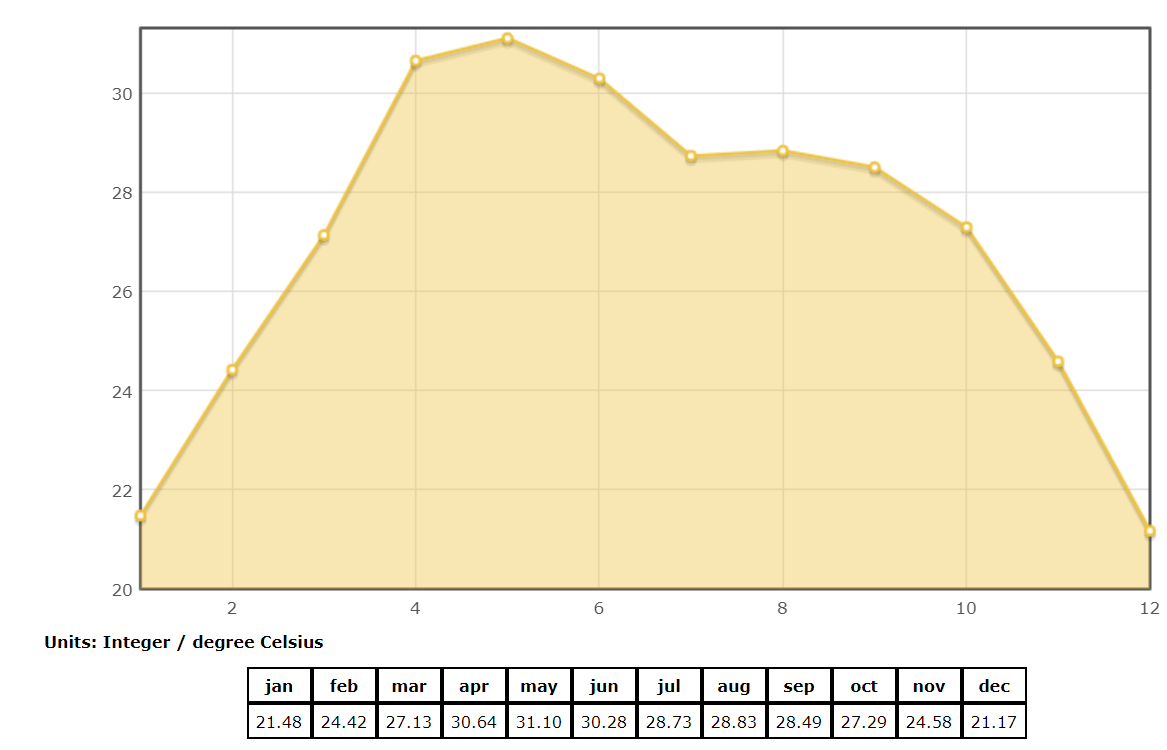 30
28
26
24
22
20
2 4 6 8 10 12
Units: Integer / degree Celsius
jan feb mar apr may jun jul aug sep oct nov dec
21.48 24.42 27.13 30.64 31.10 30.28 28.73 28.83 28.49 27.29 24.58 21.17